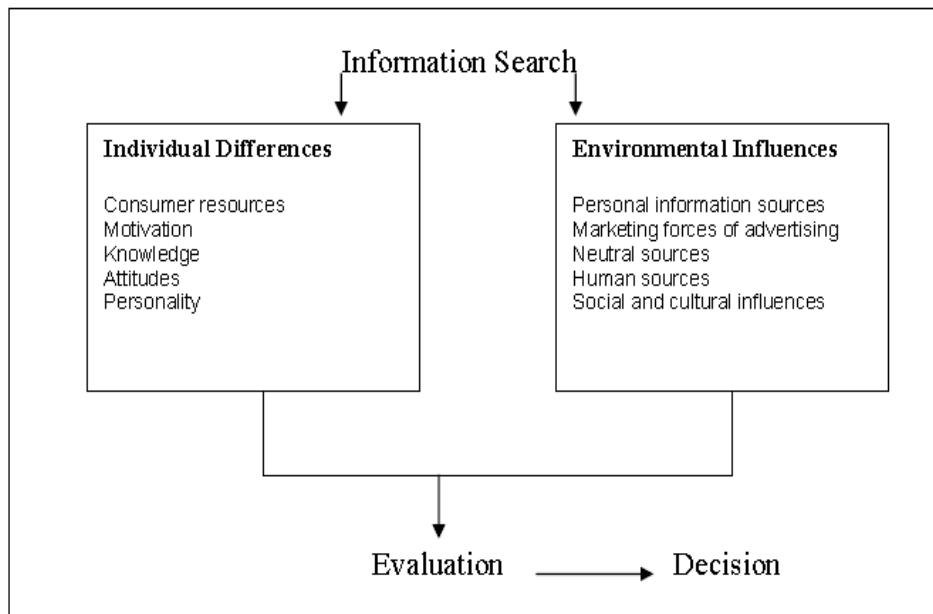 Information Search
Individual Differences
Consumer resources
Motivation
Knowledge
Attitudes
Personality
Environmental Influences
Personal information sources
Marketing forces of advertising
Neutral sources
Human sources
Social and cultural influences
Evaluation
Decision